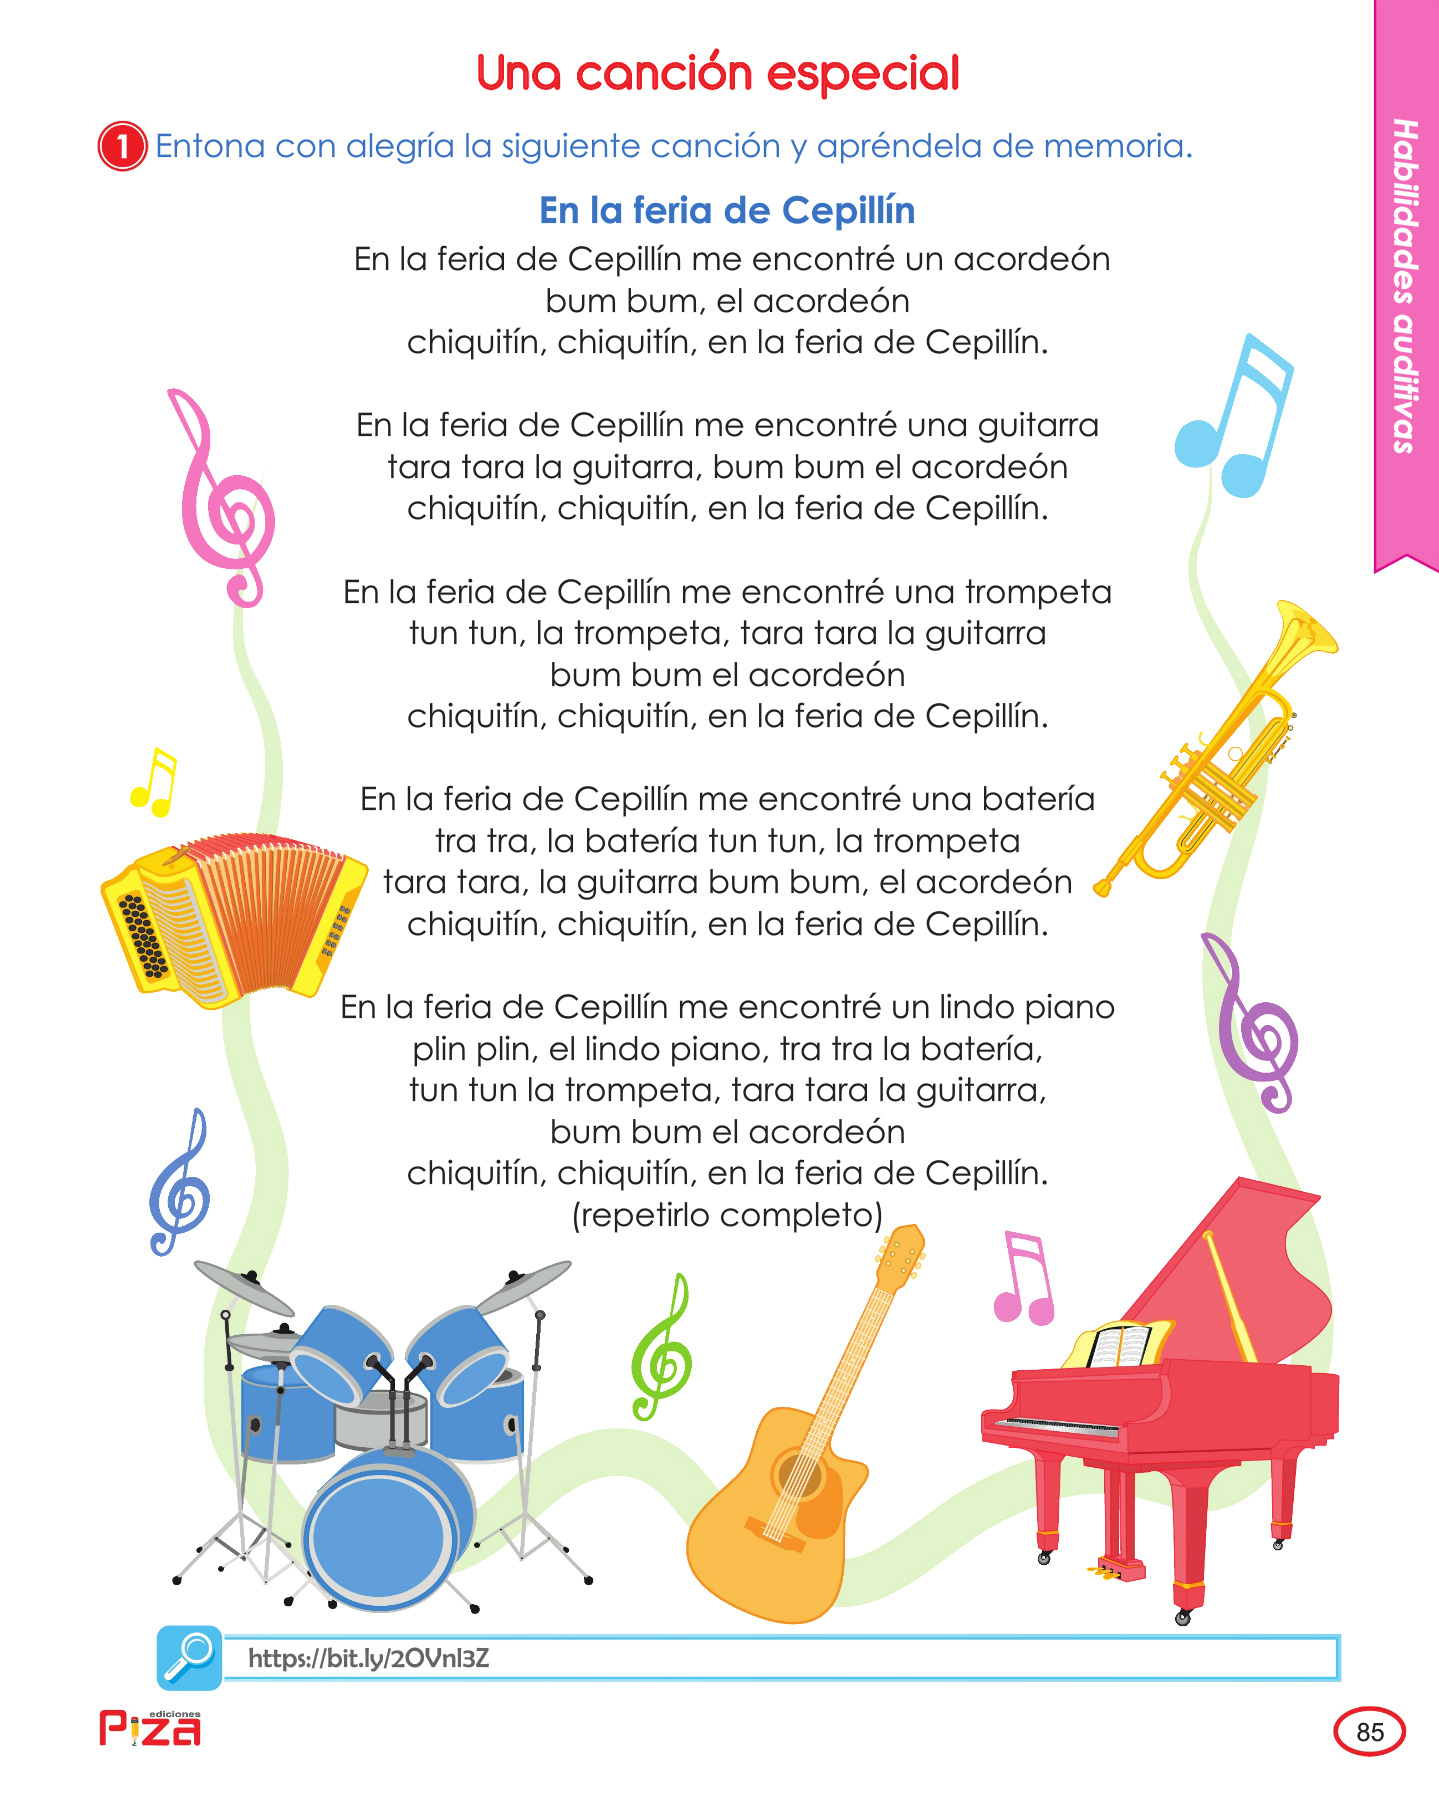 Una canción especial
1 Entona con alegría la siguiente canción y apréndela de memoria.
En la feria de Cepillín
En la feria de Cepillín me encontré un acordeón
bum bum, el acordeón
chiquitín, chiquitín, en la feria de Cepillín.
En la feria de Cepillín me encontré una guitarra
tara tara la guitarra, bum bum el acordeón
chiquitín, chiquitín, en la feria de Cepillín.
En la feria de Cepillín me encontré una trompeta
tun tun, la trompeta, tara tara la guitarra
bum bum el acordeón
chiquitín, chiquitín, en la feria de Cepillín.
En la feria de Cepillín me encontré una batería
tra tra, la batería tun tun, la trompeta
tara tara, la guitarra bum bum, el acordeón
chiquitín, chiquitín, en la feria de Cepillín.
En la feria de Cepillín me encontré un lindo piano
plin plin, el lindo piano, tra tra la batería,
tun tun la trompeta, tara tara la guitarra,
bum bum el acordeón
chiquitín, chiquitín, en la feria de Cepillín.
(repetirlo completo)
Habilidades auditivas
https://bit.ly/2OVnl3Z
ediciones
Piza
85